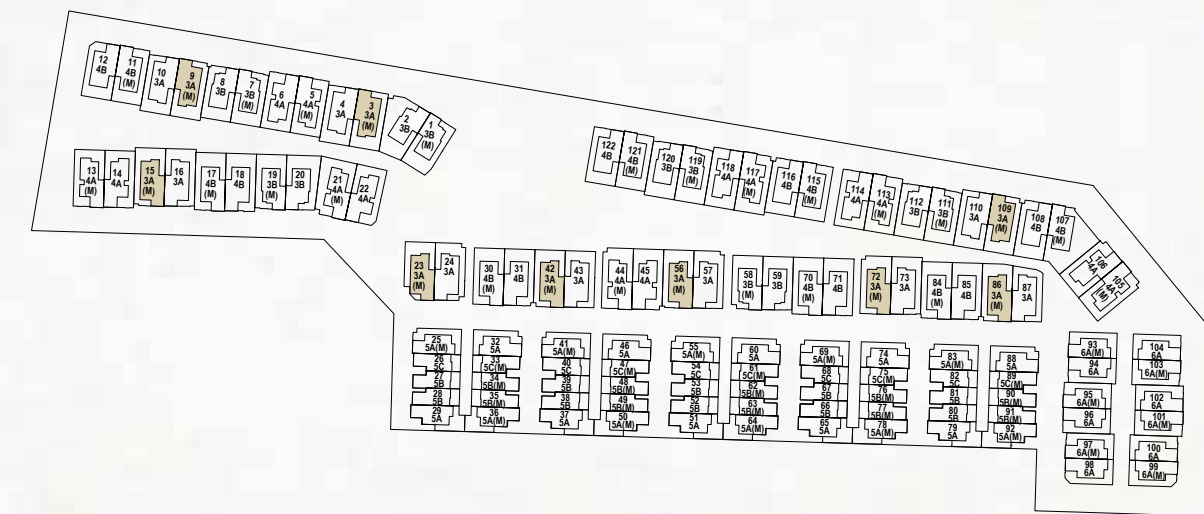 12
4B
11
4B
(M)
10
3A
9
3A
(M)
8
3B
7
3B
(M)
6
4A
5
4A
(M)
4
3A
3
3A
(M)
2
3B
1
3B
(M)
13
4A
(M)
14
4A
15
3A
(M)
16
3A
17
4B
(M)
18
4B
19
3B
(M)
20
3B
21
4A
(M)
22
4A
122
4B
121
4B
(M)
120
3B
119
3B
(M)
118
4A
117
4A
(M)
116
4B
115
4B
(M)
114
4A
113
4A
(M)
112
3B
111
3B
(M)
110
3A
109
3A
(M)
108
4B
107
4B
(M)
106
4A
105
4A
(M)
23
3A
(M)
24
3A
30
4B
(M)
31
4B
42
3A
(M)
43
3A
44
4A
(M)
45
4A
56
3A
(M)
57
3A
58
3B
(M)
59
3B
70
4B
(M)
71
4B
72
3A
(M)
73
3A
84
4B
(M)
85
4B
86
3A
(M)
87
3A
25
5A(M)
26
5C
27
5B
28
5B
29
5A
32
5A
33
5C(M)
34
5B(M)
35
5B(M)
36
5A(M)
41
5A(M)
40
5C
39
5B
38
5B
37
5A
46
5A
47
5C(M)
48
5B(M)
49
5B(M)
50
5A(M)
55
5A(M)
54
5C
53
5B
52
5B
51
5A
60
5A
61
5C(M)
62
5B(M)
63
5B(M)
64
5A(M)
69
5A(M)
68
5C
67
5B
66
5B
65
5A
74
5A
75
5C(M)
76
5B(M)
77
5B(M)
78
5A(M)
83
5A(M)
82
5C
81
5B
80
5B
79
5A
88
5A
89
5C(M)
90
5B(M)
91
5B(M)
92
5A(M)
93
6A(M)
94
6A
95
6A(M)
96
6A
97
6A(M)
98
6A
104
6A
103
6A(M)
102
6A
101
6A(M)
100
6A
99
6A(M)